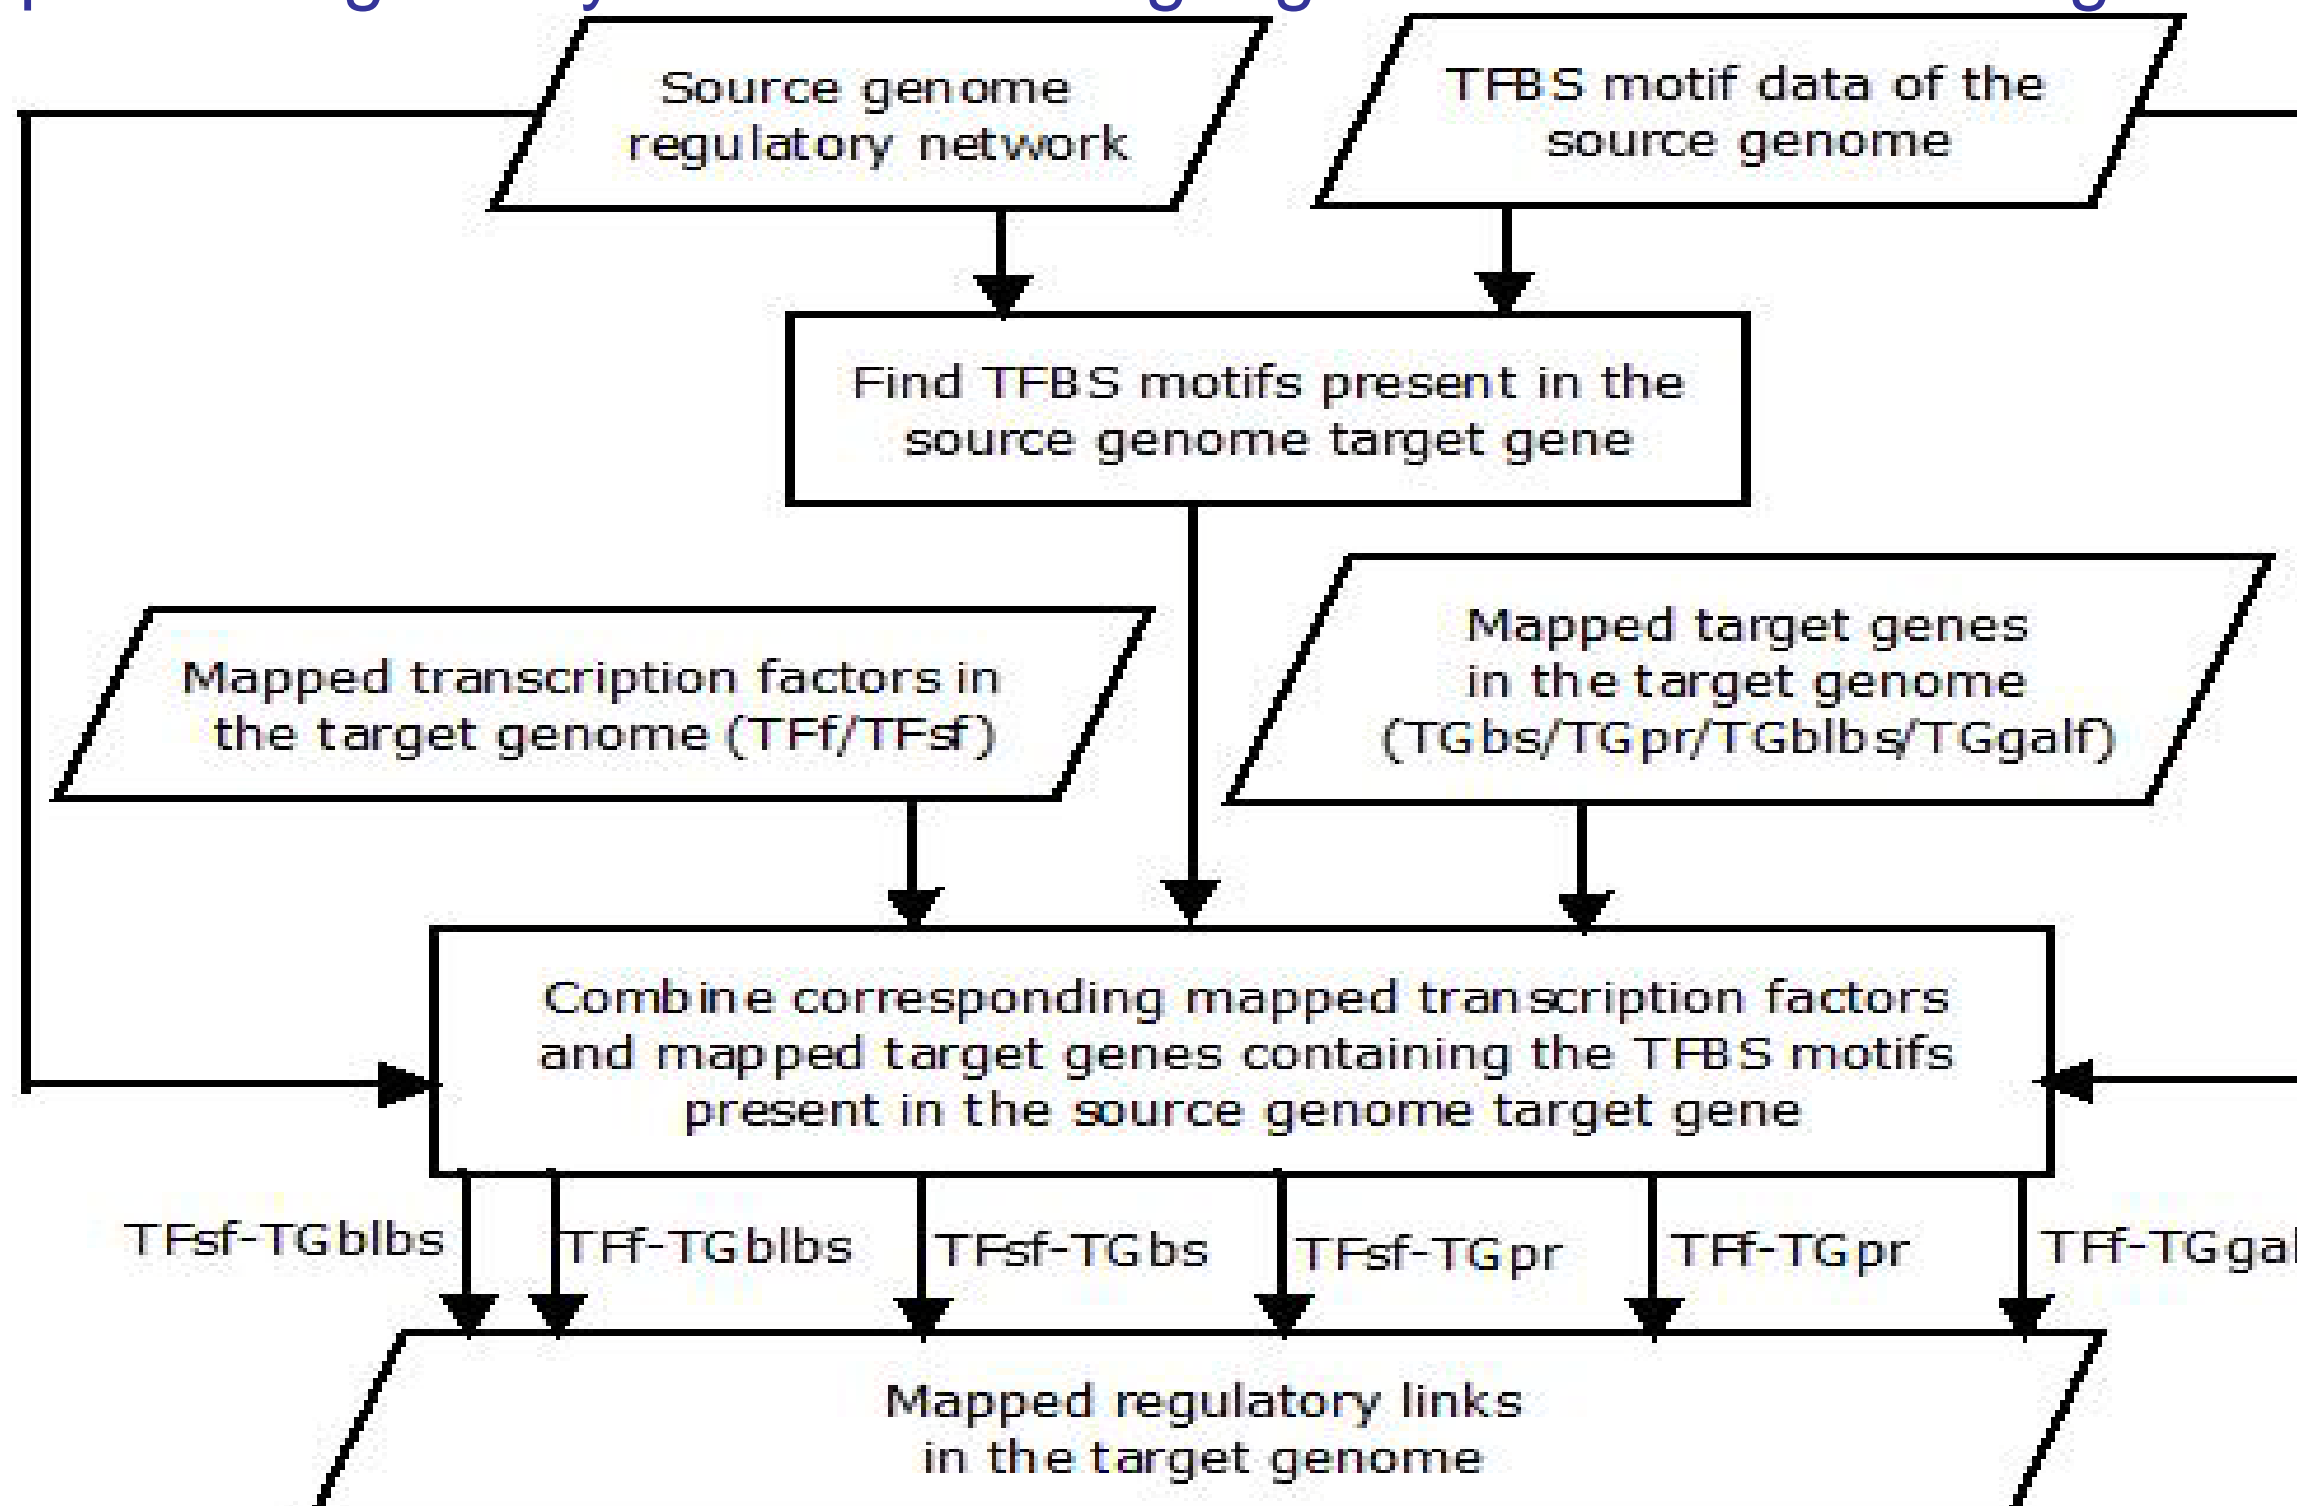 Source genome
regulatory network
TFBS motif data of the
source genome
Find TFBS motifs present in the
source genome target gene
Mapped transcription factors in
the target genome (TFf/TFsf)
Mapped target genes
in the target genome
(TGbs/TGpr/TGblbs/TGgalf)
Combine corresponding mapped transcription factors
and mapped target genes containing the TFBS motifs
present in the source genome target gene
TFsf-TGblbs
TFf-TGblbs
TFsf-TGbs
TFsf-TGpr
TFf-TGpr
TFf-TGgal
Mapped regulatory links
in the target genome